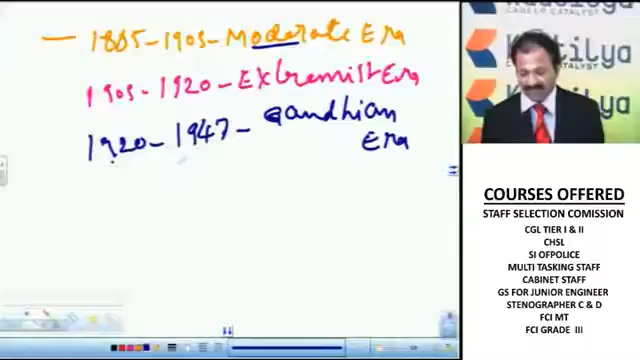 — 1885-1905-Moderate Era
1905-1920-Extremist Era
1920-1947-Gandhian
Era
CAREER CATALYST
COURSES OFFERED
STAFF SELECTION COMISSION
CGL TIER I & II
CHSL
SI OFPOLICE
MULTI TASKING STAFF
CABINET STAFF
GS FOR JUNIOR ENGINEER
STENOGRAPHER C & D
FCI MT
FCI GRADE III